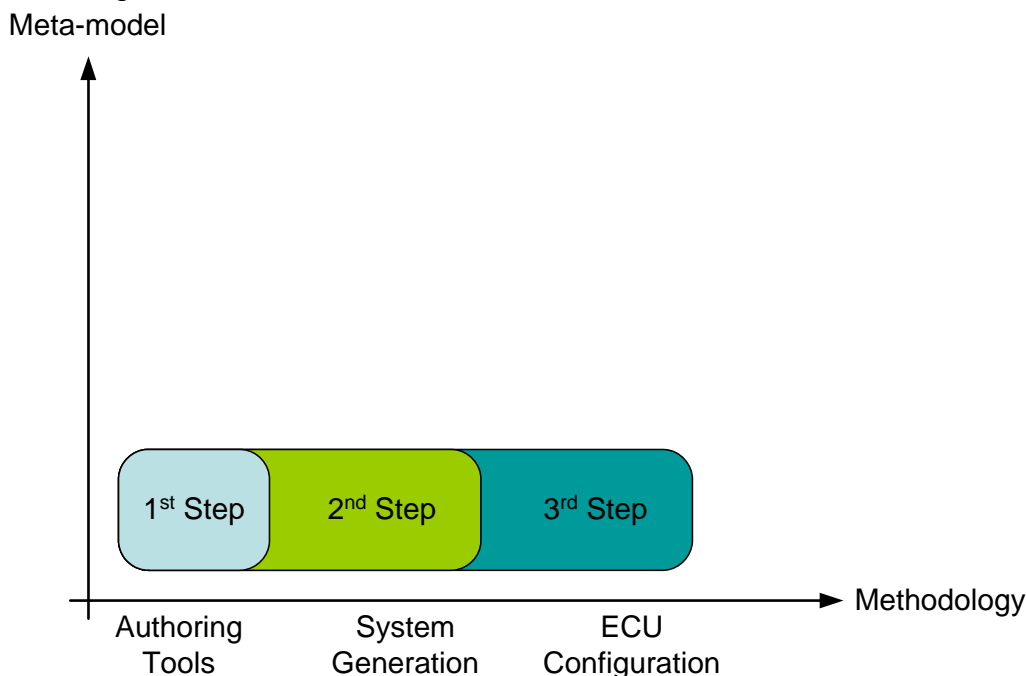 Meta-model
1st Step
2nd Step
3rd Step
Methodology
Authoring
Tools
System
Generation
ECU
Configuration